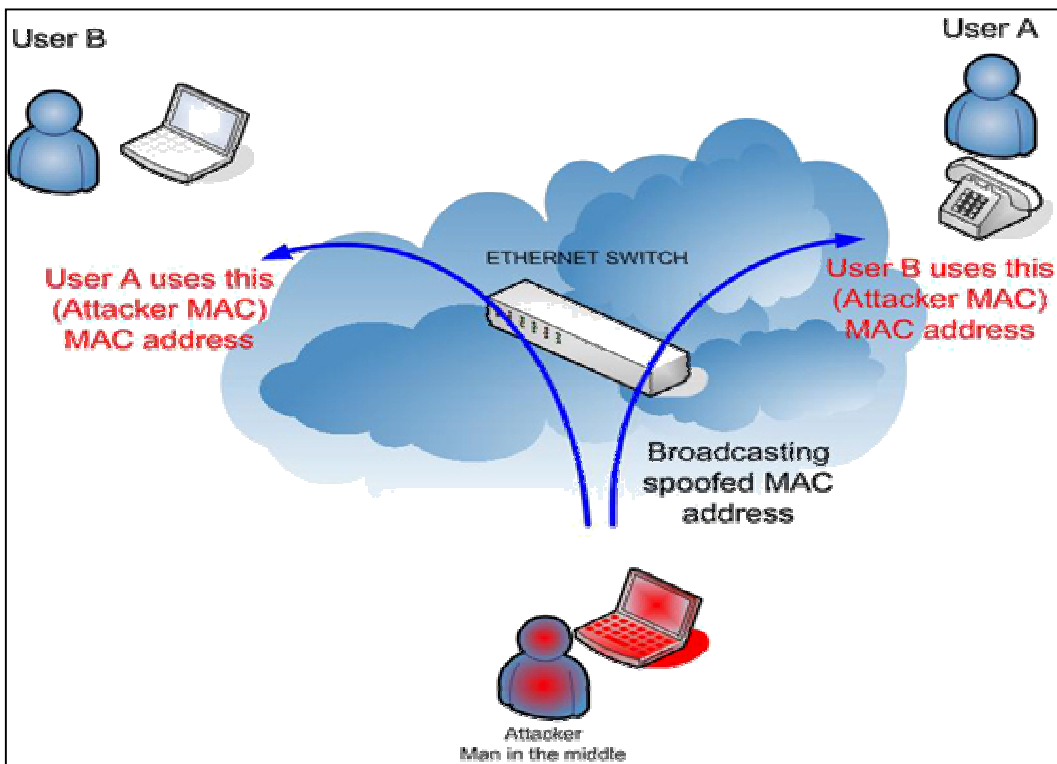 User B
User A
ETHERNET SWITCH
User A uses this
(Attacker MAC)
MAC address
User B uses this
(Attacker MAC)
MAC address
Broadcasting
spoofed MAC
address
Attacker
Man in the middle